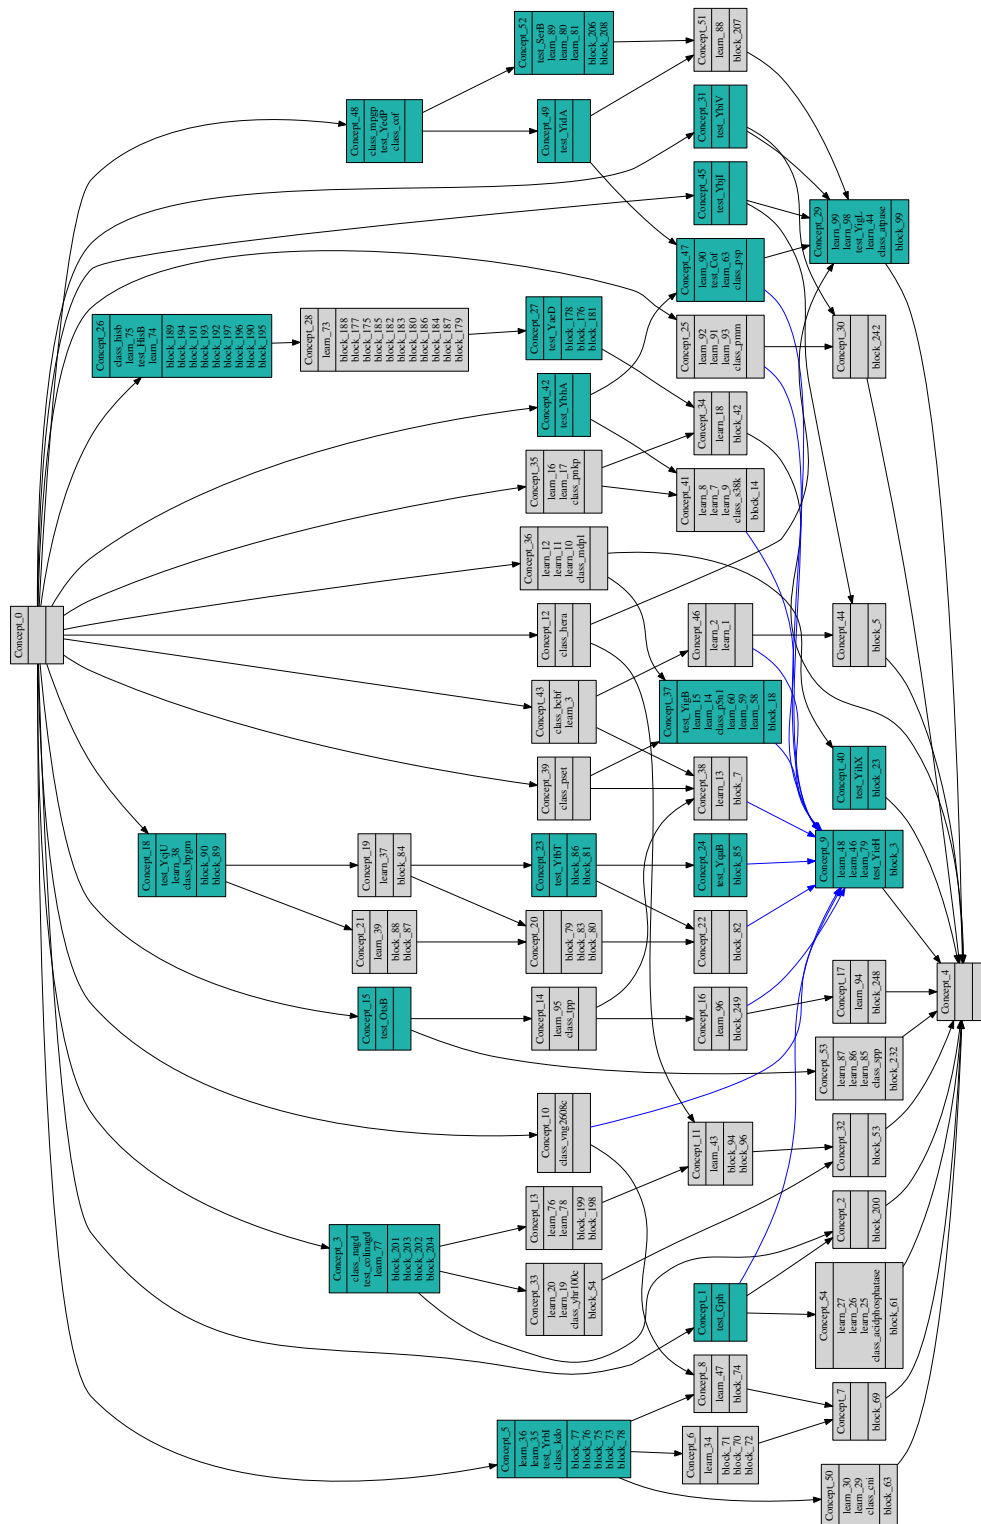 Concept_0
Concept_48
class_mpgp
test_YedP
class_cof
Concept_52
test_SerB
learn_89
learn_80
learn_81
block_206
block_208
Concept_51
learn_88
block_207
Concept_49
test_YidA
Concept_31
test_YbiV
Concept_45
test_YbjI
Concept_29
learn_99
learn_98
test_YigL
learn_44
class_atpase
block_99
Concept_47
learn_90
test_Cof
learn_63
class_psp
Concept_26
class_hisb
learn_75
test_HisB
learn_74
block_189
block_194
block_191
block_193
block_192
block_197
block_196
block_190
block_195
Concept_28
learn_73
block_188
block_177
block_175
block_185
block_182
block_183
block_180
block_186
block_184
block_187
block_179
Concept_27
test_YaeD
block_178
block_176
block_181
Concept_25
learn_92
learn_91
learn_93
class_pmm
Concept_30
block_242
Concept_42
test_YbhA
Concept_34
learn_18
block_42
Concept_35
learn_16
learn_17
class_pnkp
Concept_41
learn_8
learn_7
learn_9
class_s38k
block_14
Concept_36
learn_12
learn_11
learn_10
class_mdp1
Concept_12
class_hera
Concept_46
learn_2
learn_1
Concept_44
block_5
Concept_43
class_bcbf
learn_3
Concept_37
test_YigB
learn_15
learn_14
class_p5n1
learn_60
learn_59
learn_58
block_18
Concept_39
class_pset
Concept_38
learn_13
block_7
Concept_40
test_YihX
block_23
Concept_18
test_YcjU
learn_38
class_bpgm
block_90
block_89
Concept_19
learn_37
block_84
Concept_23
test_YfbT
block_86
block_81
Concept_24
test_YqaB
block_85
Concept_9
learn_48
learn_46
learn_79
test_YieH
block_3
Concept_21
learn_39
block_88
block_87
Concept_20
block_79
block_83
block_80
Concept_22
block_82
Concept_15
test_OtsB
Concept_14
learn_95
class_tpp
Concept_16
learn_96
block_249
Concept_17
learn_94
block_248
Concept_4
Concept_53
learn_87
learn_86
learn_85
class_spp
block_232
Concept_10
class_vng2608c
Concept_11
learn_43
block_94
block_96
Concept_32
block_53
Concept_3
class_nagd
test_colinagd
learn_77
block_201
block_203
block_202
block_204
Concept_13
learn_76
learn_78
block_199
block_198
Concept_2
block_200
Concept_33
learn_20
learn_19
class_yhr100c
block_54
Concept_1
test_Gph
Concept_54
learn_27
learn_26
learn_25
class_acidphosphatase
block_61
Concept_8
learn_47
block_74
Concept_7
block_69
Concept_5
learn_36
learn_35
test_YrbI
class_kdo
block_77
block_76
block_75
block_73
block_78
Concept_6
learn_34
block_71
block_70
block_72
Concept_50
learn_30
learn_29
class_cni
block_63